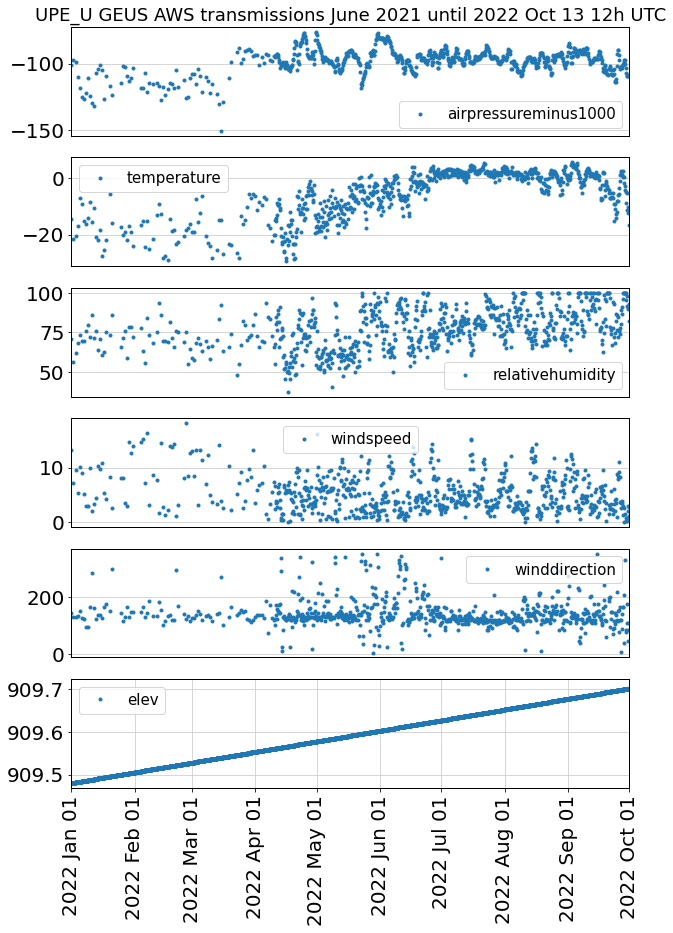 UPE_U GEUS AWS transmissions June 2021 until 2022 Oct 13 12h UTC
−100
−150
airpressureminus1000
0
−20
temperature
100
75
50
relativehumidity
10
0
windspeed
200
0
winddirection
909.7
909.6
909.5
elev
2022 Jan 01
2022 Feb 01
2022 Mar 01
2022 Apr 01
2022 May 01
2022 Jun 01
2022 Jul 01
2022 Aug 01
2022 Sep 01
2022 Oct 01